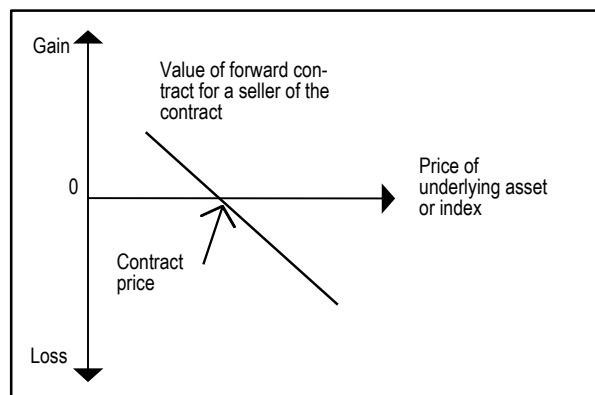 Gain
Value of forward con-
tract for a seller of the
contract
0
Price of
underlying asset
or index
Contract
price
Loss